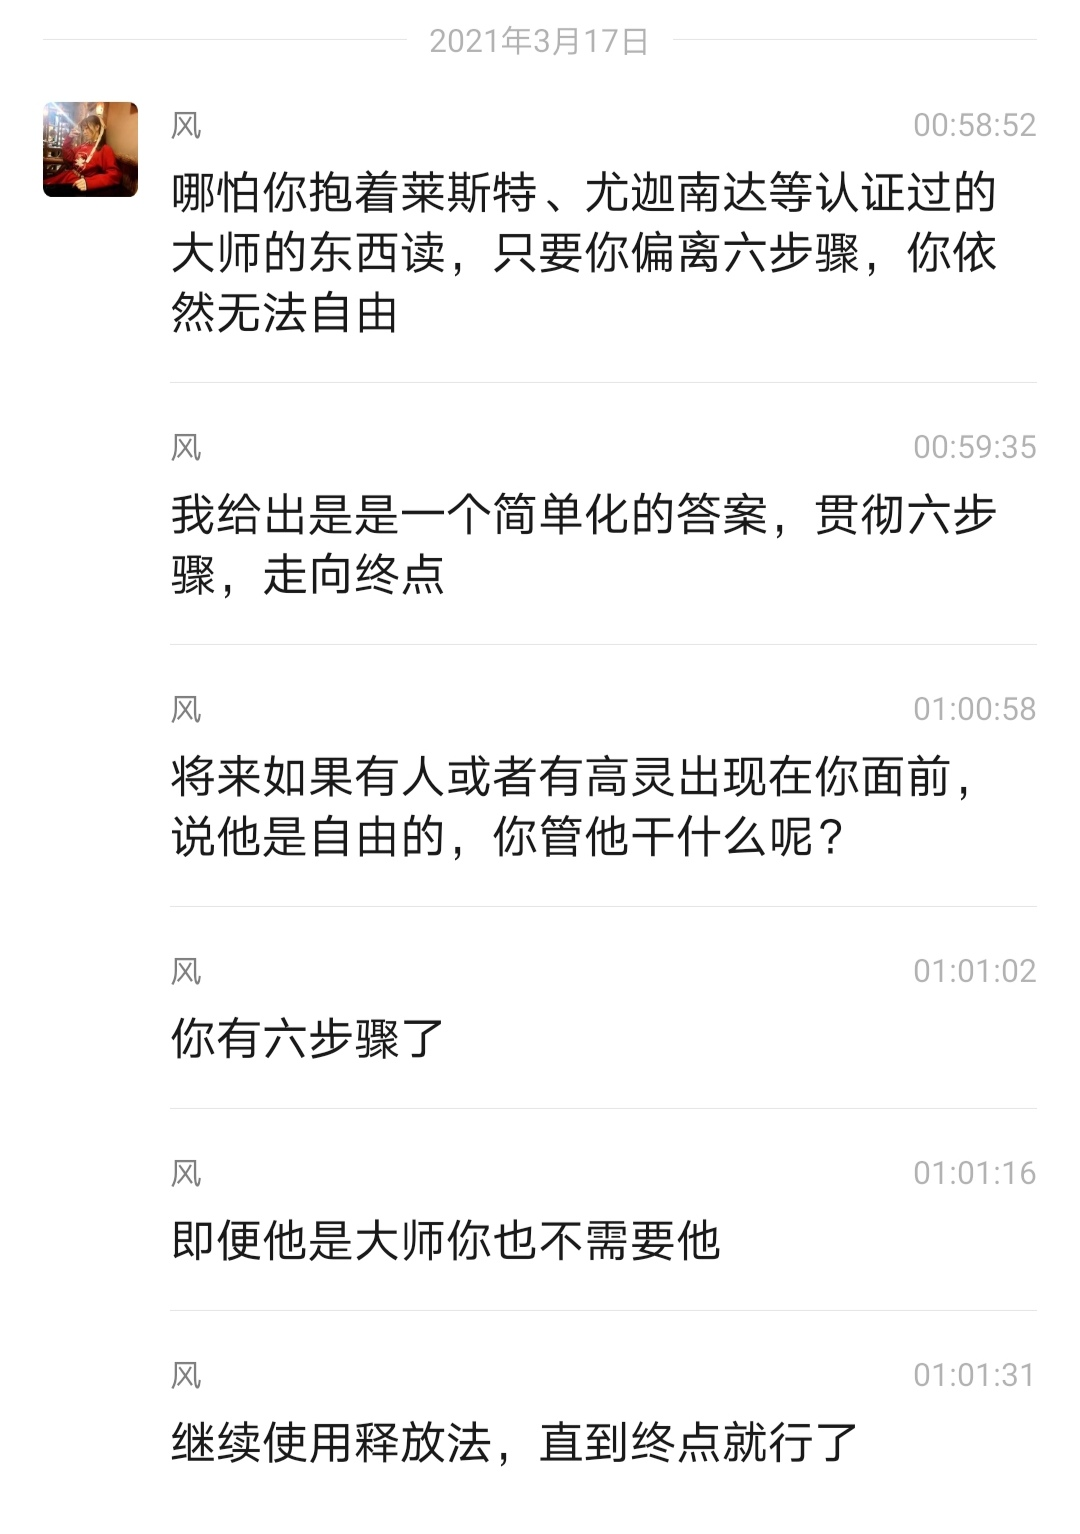 2021年3月17日
风
00:58:52
哪怕你抱着莱斯特、尤迦南达等认证过的
大师的东西读，只要你偏离六步骤，你依
然无法自由
风
00:59:35
我给出是是一个简单化的答案，贯彻六步
骤，走向终点
风
01:00:58
将来如果有人或者有高灵出现在你面前，
说他是自由的，你管他干什么呢？
风
01:01:02
你有六步骤了
风
01:01:16
即便他是大师你也不需要他
风
01:01:31
继续使用释放法，直到终点就行了